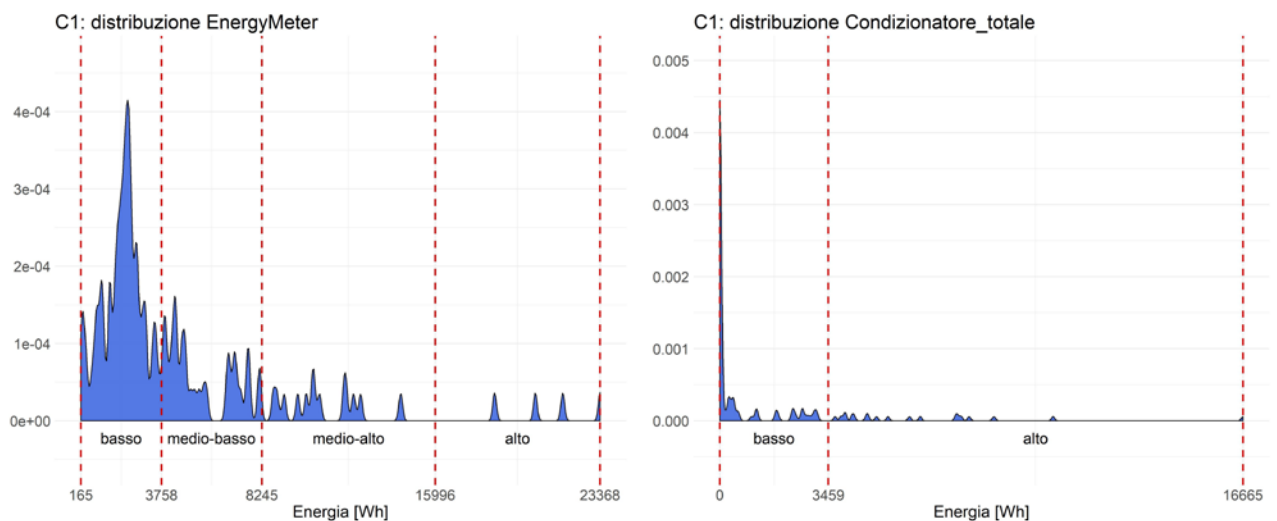 C1: distribuzione EnergyMeter
4e-04
3e-04
2e-04
1e-04
0e+00
basso
medio-basso
medio-alto
alto
165
3758
8245
15996
23368
Energia [Wh]
C1: distribuzione Condizionatore_totale
0.005
0.004
0.003
0.002
0.001
0.000
basso
alto
0
3459
16665
Energia [Wh]